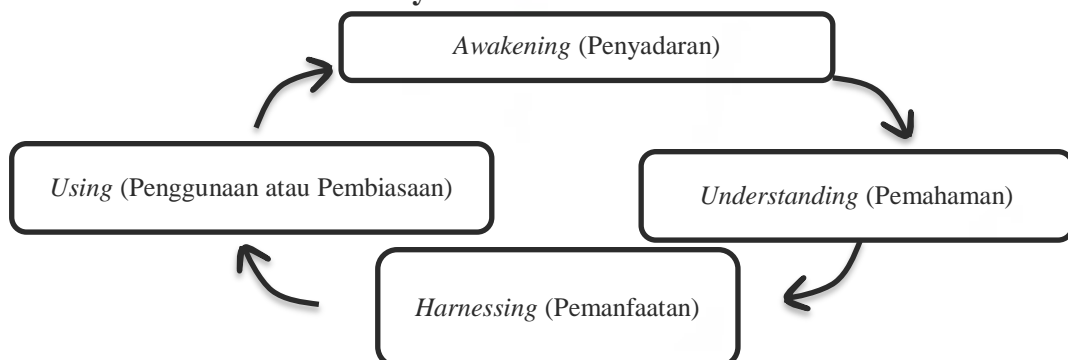 Awakening (Penyadaran)
Using (Penggunaan atau Pembiasaan)
Understanding (Pemahaman)
Harnessing (Pemanfaatan)